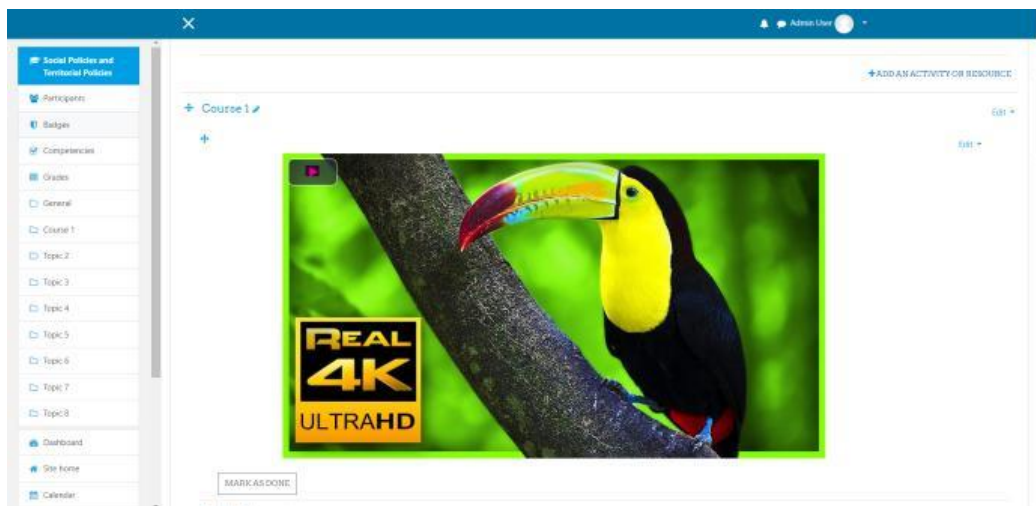 Admin User
Social Policies and
Territorial Policies
Participants
Badges
Competencies
Grades
General
Course 1
Topic 2
Topic 3
Topic 4
Topic 5
Topic 6
Topic 7
Topic 8
Dashboard
Site home
Calendar
ADD AN ACTIVITY OR RESOURCE
Course 1
Edit
Edit
REAL
4K
ULTRAHD
MARK AS DONE